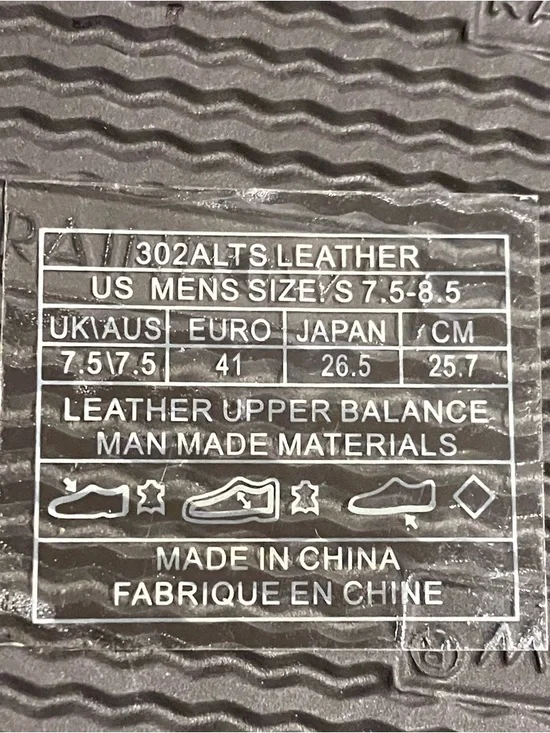 302ALTS LEATHER
US MENS SIZE:S 7.5-8.5
UK\AUS EURO JAPAN CM
7.5\7.5 41 26.5 25.7
LEATHER UPPER BALANCE
MAN MADE MATERIALS
MADE IN CHINA
FABRIQUE EN CHINE
M